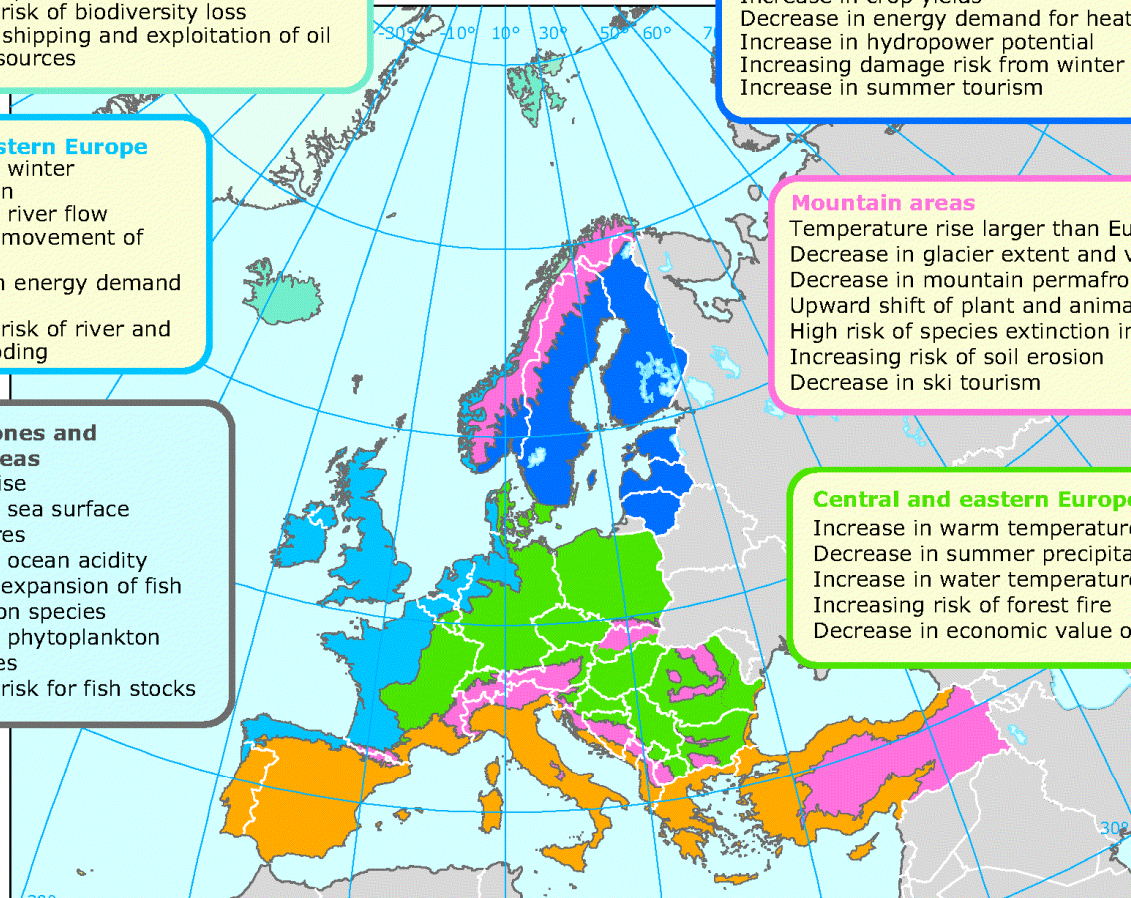 risk of biodiversity loss
shipping and exploitation of oil
sources
-30° -10° 10° 30° 50° 60°
Decrease in energy demand for heat
Increase in hydropower potential
Increasing damage risk from winter
Increase in summer tourism
stern Europe
winter
n
river flow
movement of
n energy demand
risk of river and
oding
Mountain areas
Temperature rise larger than Eu
Decrease in glacier extent and v
Decrease in mountain permafro
Upward shift of plant and anima
High risk of species extinction in
Increasing risk of soil erosion
Decrease in ski tourism
ones and
eas
ise
sea surface
res
ocean acidity
expansion of fish
on species
phytoplankton
es
risk for fish stocks
Central and eastern Europe
Increase in warm temperature
Decrease in summer precipita
Increase in water temperature
Increasing risk of forest fire
Decrease in economic value o
30°